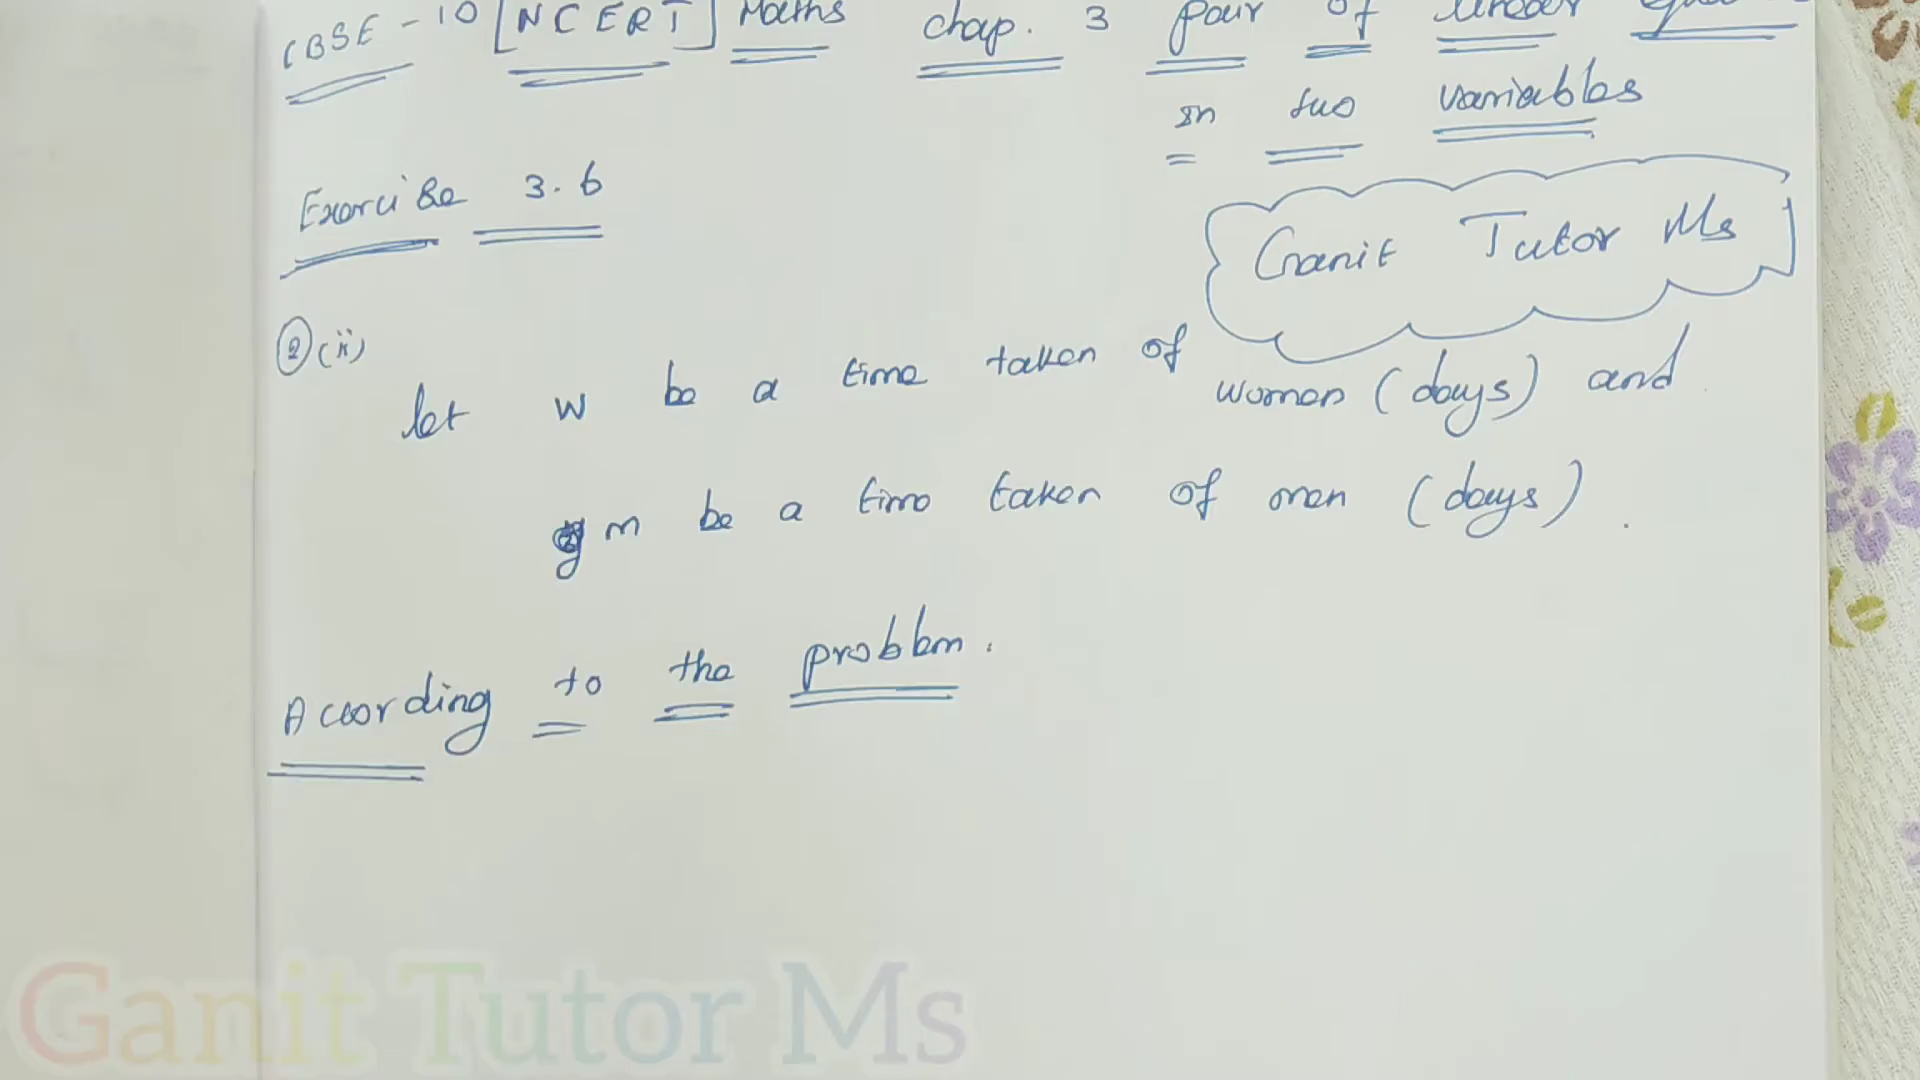 CBSE - 10 [NCERT] Maths chap. 3 pair of linear
in two variables
Exercise 3.6
Ganit Tutor Ms
② (ii)
let w be a time taken of women (days) and
m be a time taken of men (days).
According to the problem.
Ganit Tutor Ms